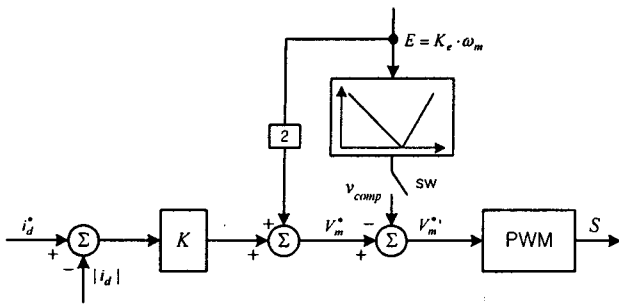 E = K_e · ω_m
2
v_comp
SW
i_d^*
+
Σ
−
|i_d|
K
+
+
Σ
V_m^*
−
+
Σ
V_m^*'
PWM
S